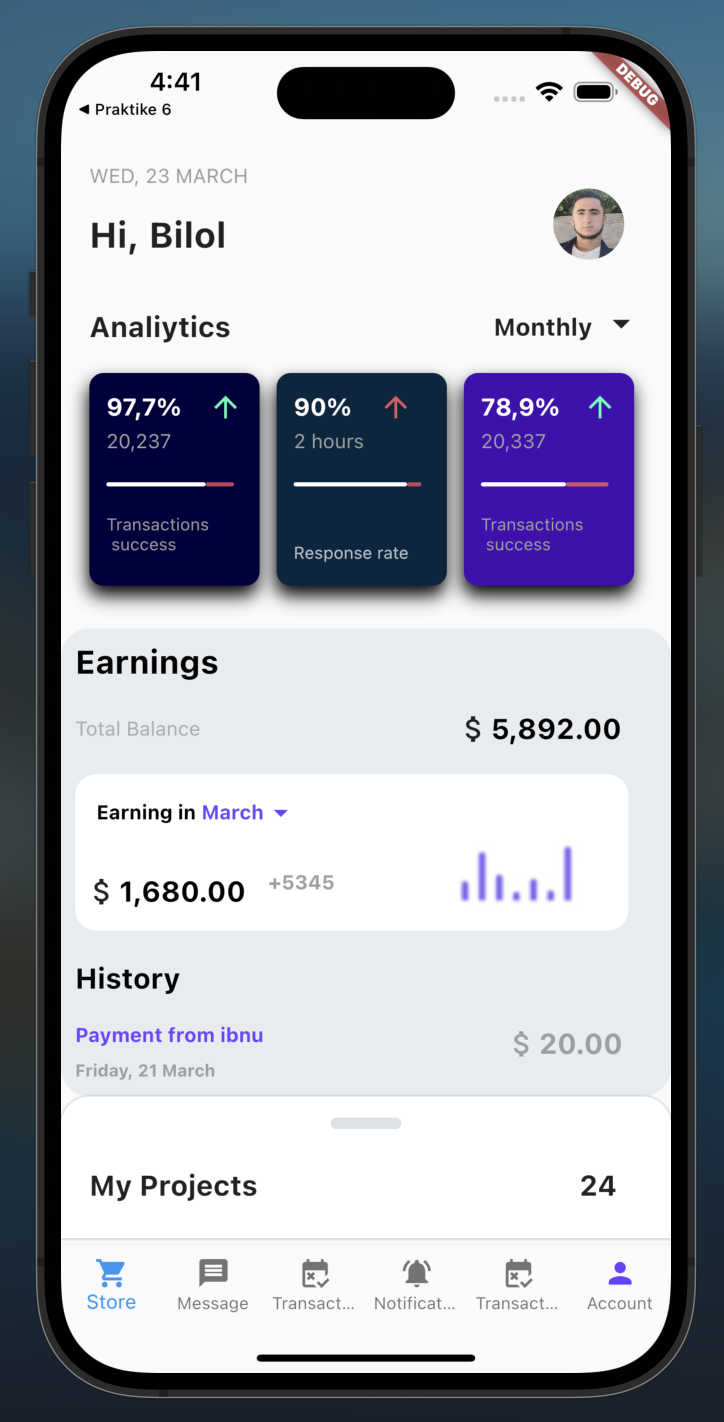 4:41
DEBUG
◀ Praktike 6
WED, 23 MARCH
Hi, Bilol
Analiytics
Monthly
97,7%
20,237
Transactions
success
90%
2 hours
Response rate
78,9%
20,337
Transactions
success
Earnings
Total Balance
$ 5,892.00
Earning in March
$ 1,680.00
+5345
History
Payment from ibnu
$ 20.00
Friday, 21 March
My Projects
24
Store
Message
Transact...
Notificat...
Transact...
Account